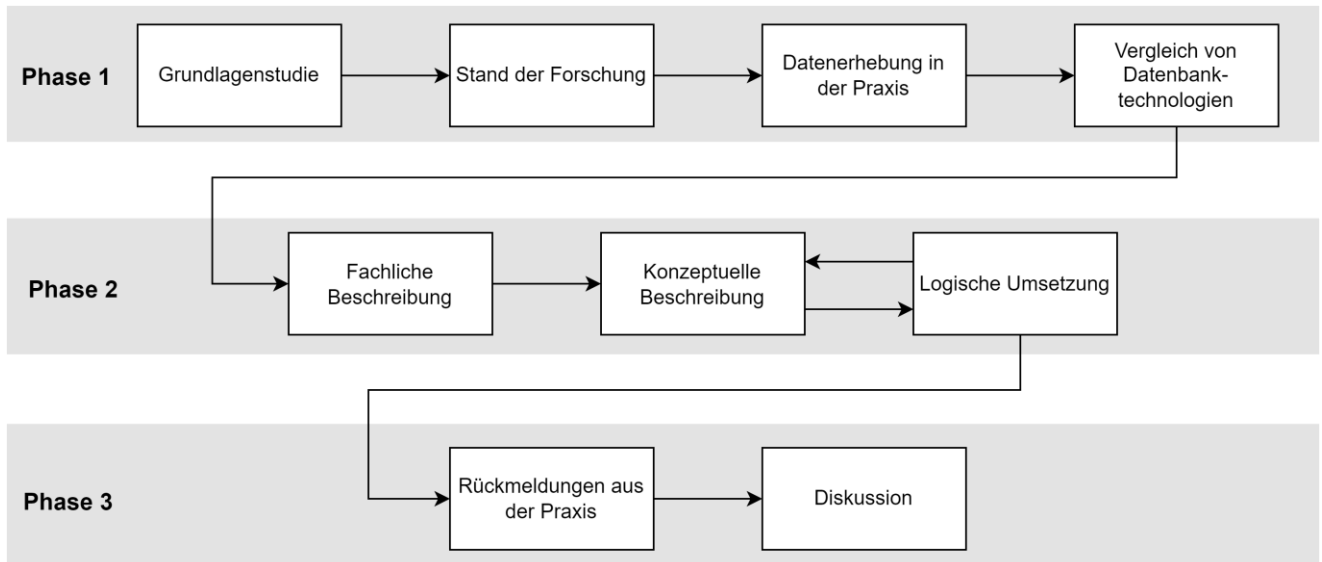 Phase 1
Grundlagenstudie
Stand der Forschung
Datenerhebung in
der Praxis
Vergleich von
Datenbank-
technologien
Phase 2
Fachliche
Beschreibung
Konzeptuelle
Beschreibung
Logische Umsetzung
Phase 3
Rückmeldungen aus
der Praxis
Diskussion